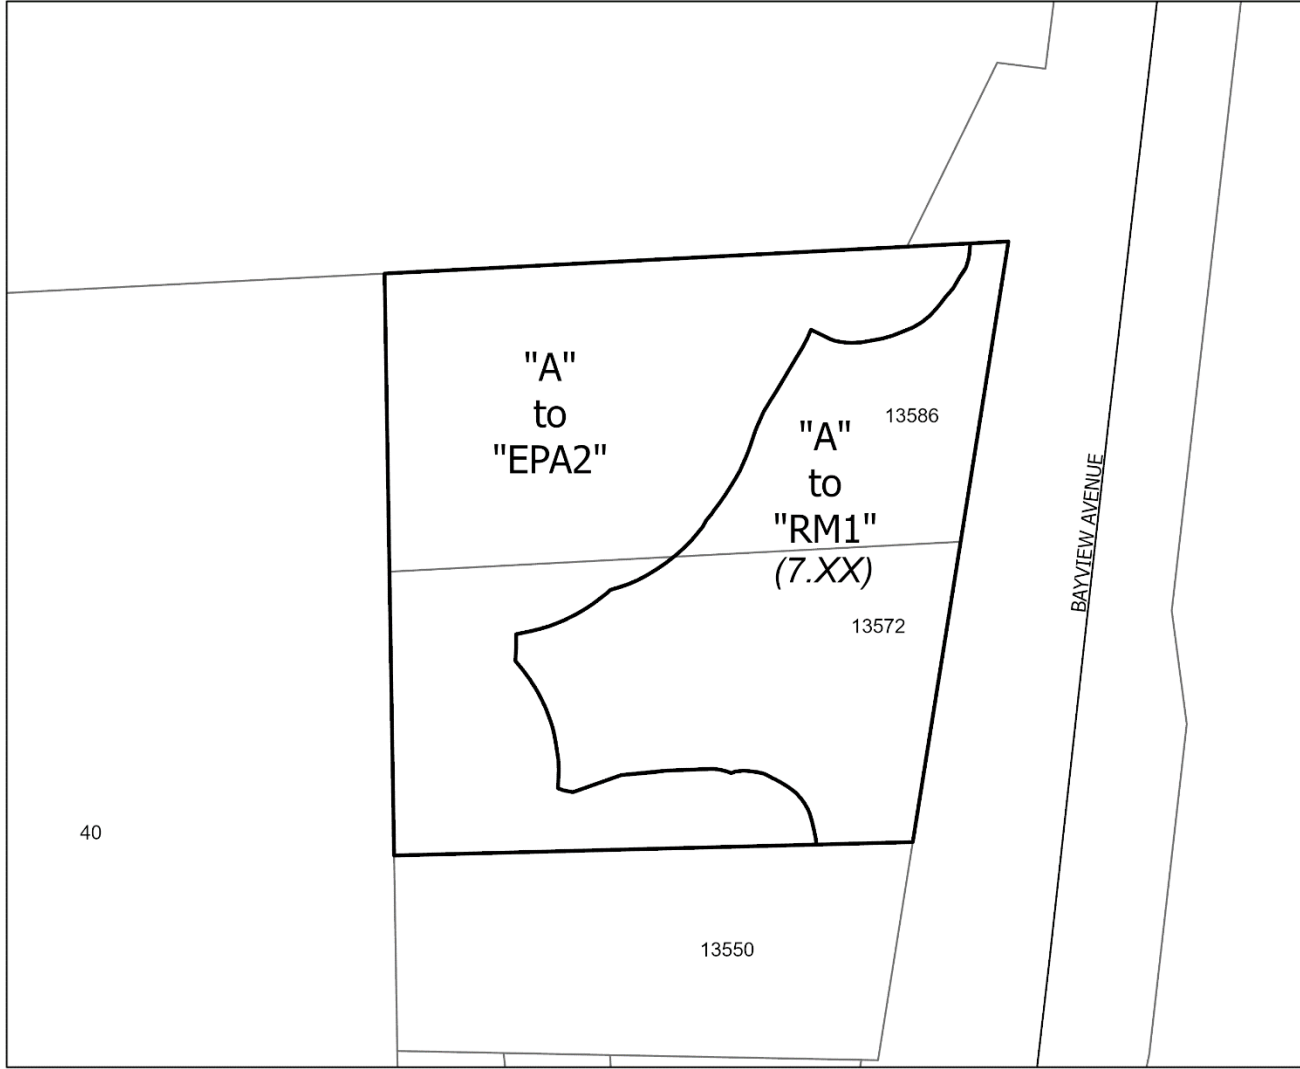 "A"
to
"EPA2"
"A"
to
"RM1"
(7.XX)
13586
13572
BAYVIEW AVENUE
40
13550